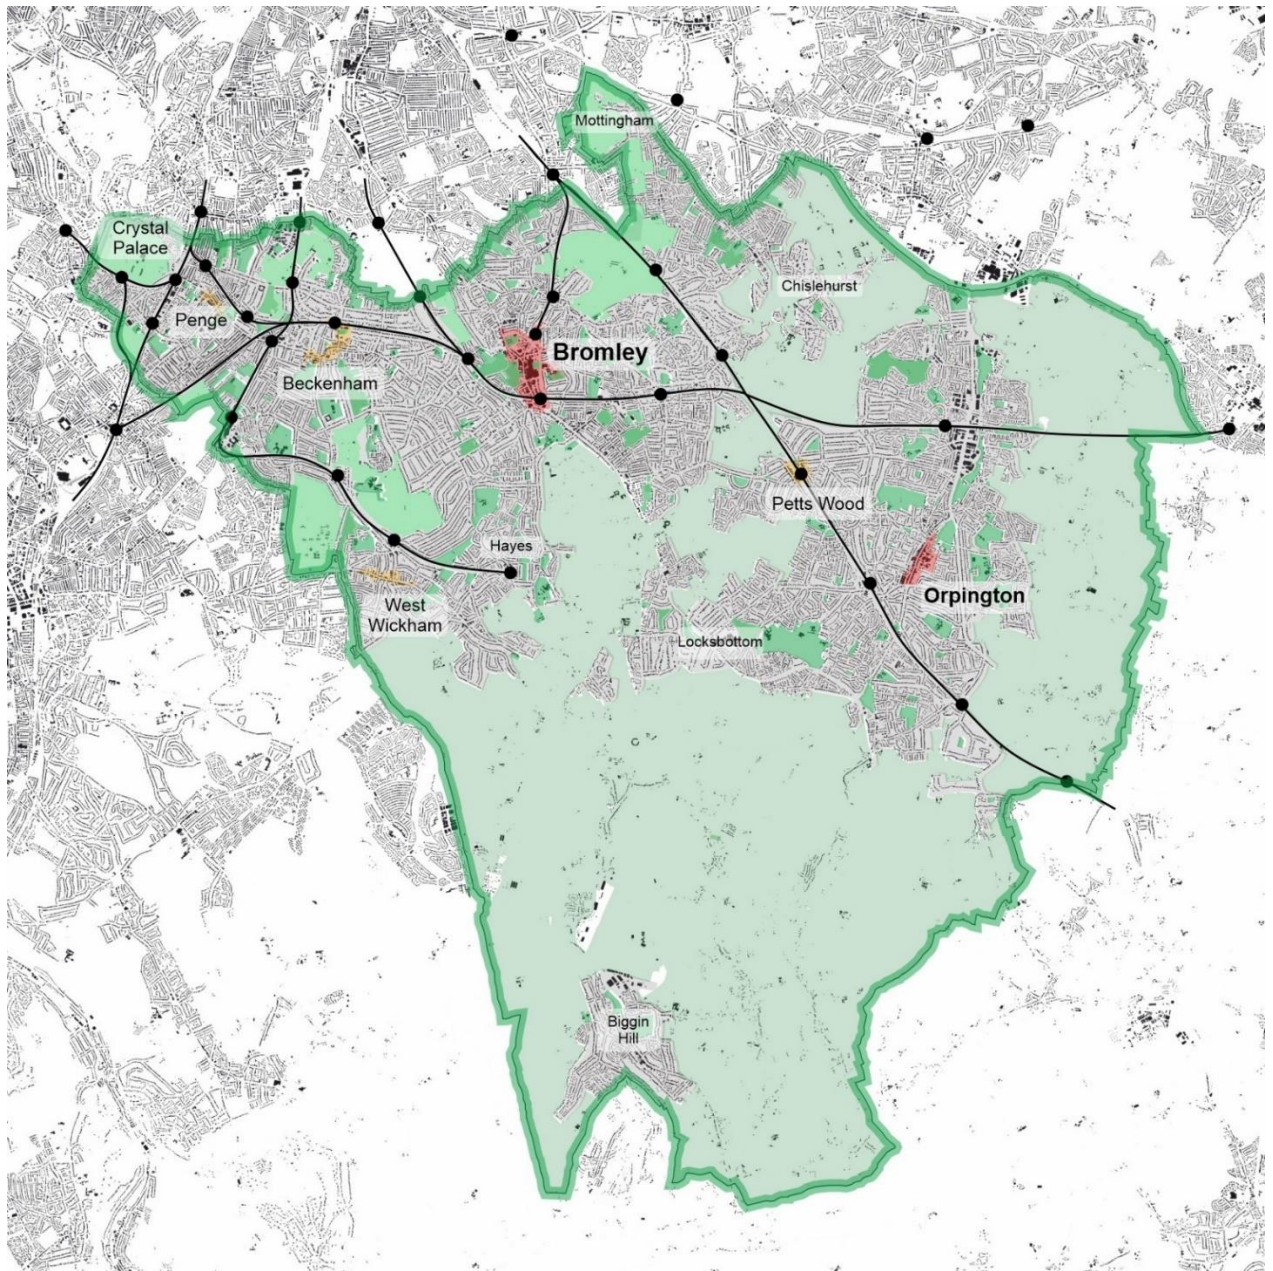 Mottingham
Crystal
Palace
Chislehurst
Penge
Bromley
Beckenham
Petts Wood
Hayes
Orpington
West
Wickham
Locksbottom
Biggin
Hill